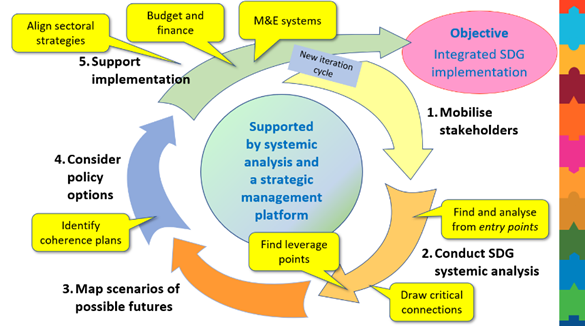 Align sectoral
strategies
Budget and
finance
M&E systems
5. Support
implementation
New iteration
cycle
Objective
Integrated SDG
implementation
1. Mobilise
stakeholders
Supported
by systemic
analysis and
a strategic
management
platform
4. Consider
policy
options
Identify
coherence plans
Find and analyse
from entry points
2. Conduct SDG
systemic analysis
Find leverage
points
Draw critical
connections
3. Map scenarios of
possible futures